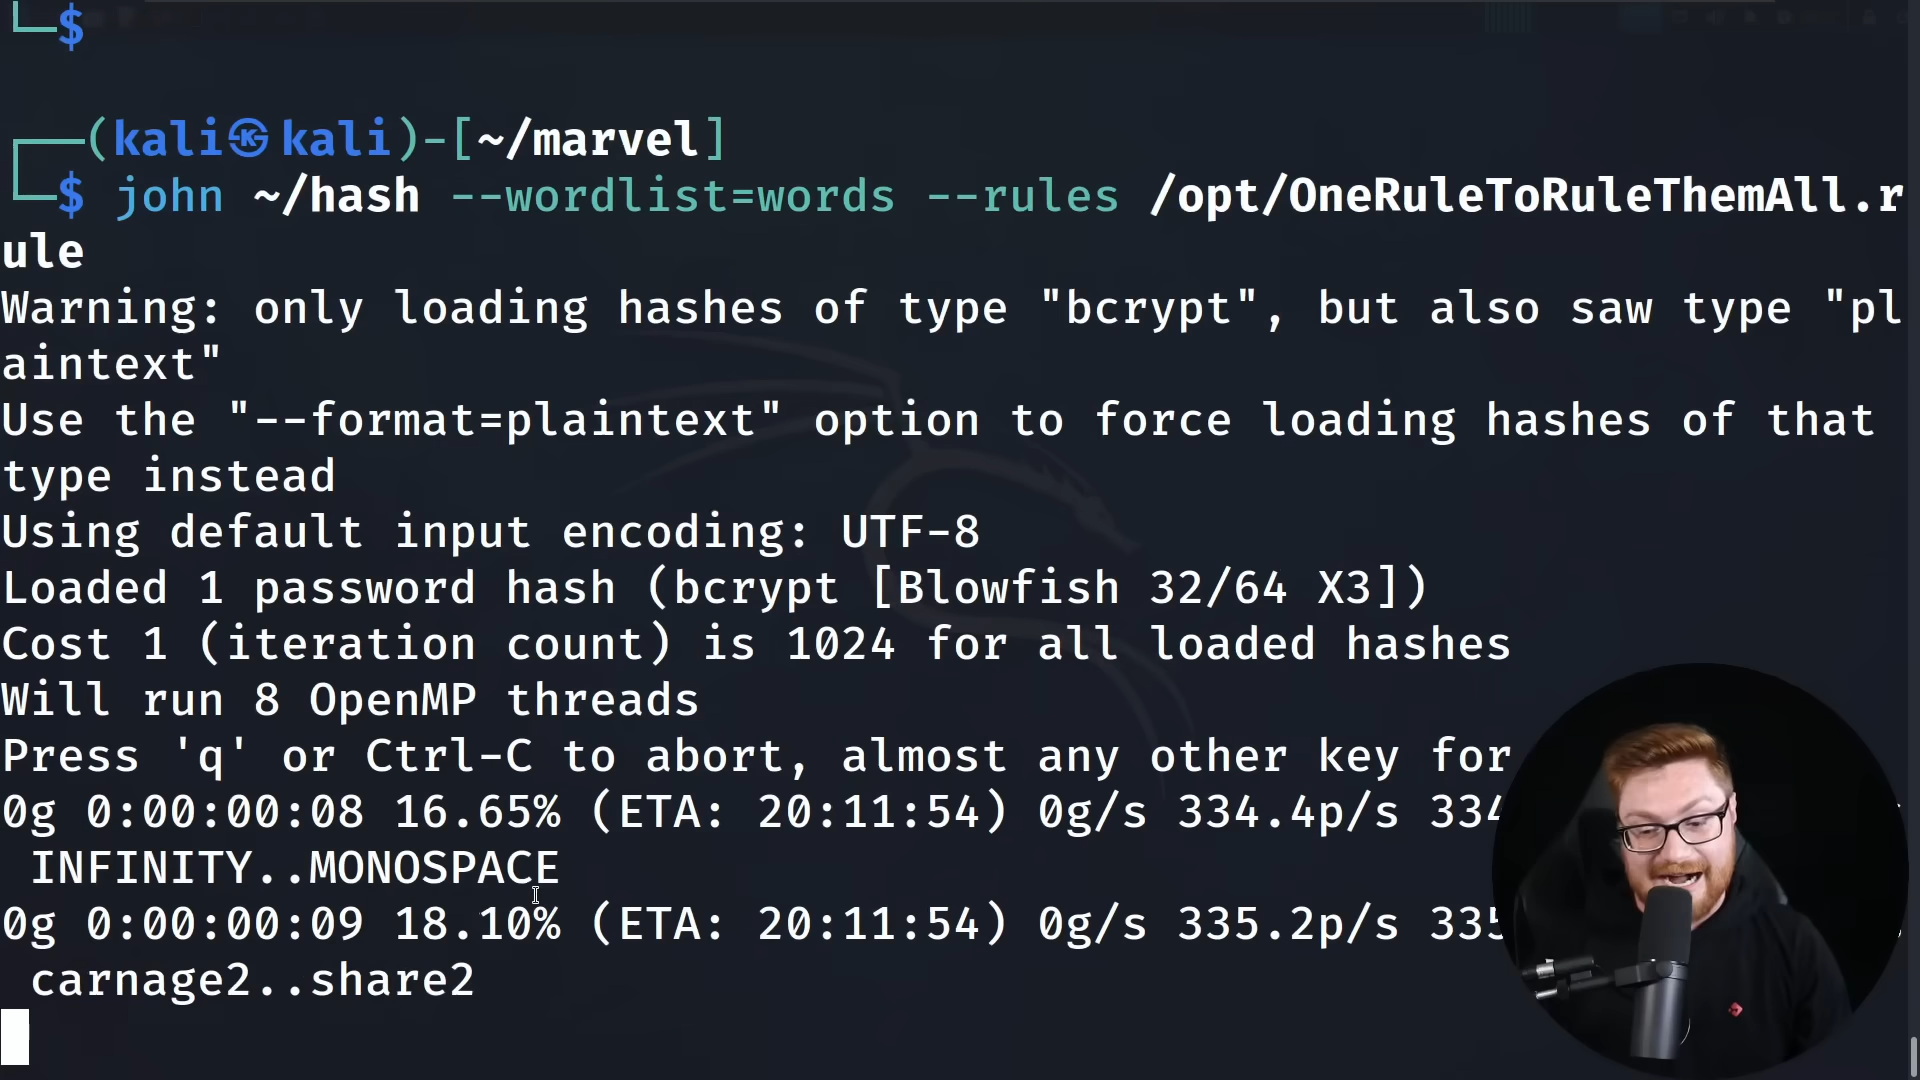 └─$
┌──(kali㉿kali)-[~/marvel]
└─$ john ~/hash --wordlist=words --rules /opt/OneRuleToRuleThemAll.r
ule
Warning: only loading hashes of type "bcrypt", but also saw type "pl
aintext"
Use the "--format=plaintext" option to force loading hashes of that
type instead
Using default input encoding: UTF-8
Loaded 1 password hash (bcrypt [Blowfish 32/64 X3])
Cost 1 (iteration count) is 1024 for all loaded hashes
Will run 8 OpenMP threads
Press 'q' or Ctrl-C to abort, almost any other key for
0g 0:00:00:08 16.65% (ETA: 20:11:54) 0g/s 334.4p/s 334
INFINITY..MONOSPACE
0g 0:00:00:09 18.10% (ETA: 20:11:54) 0g/s 335.2p/s 335
carnage2..share2